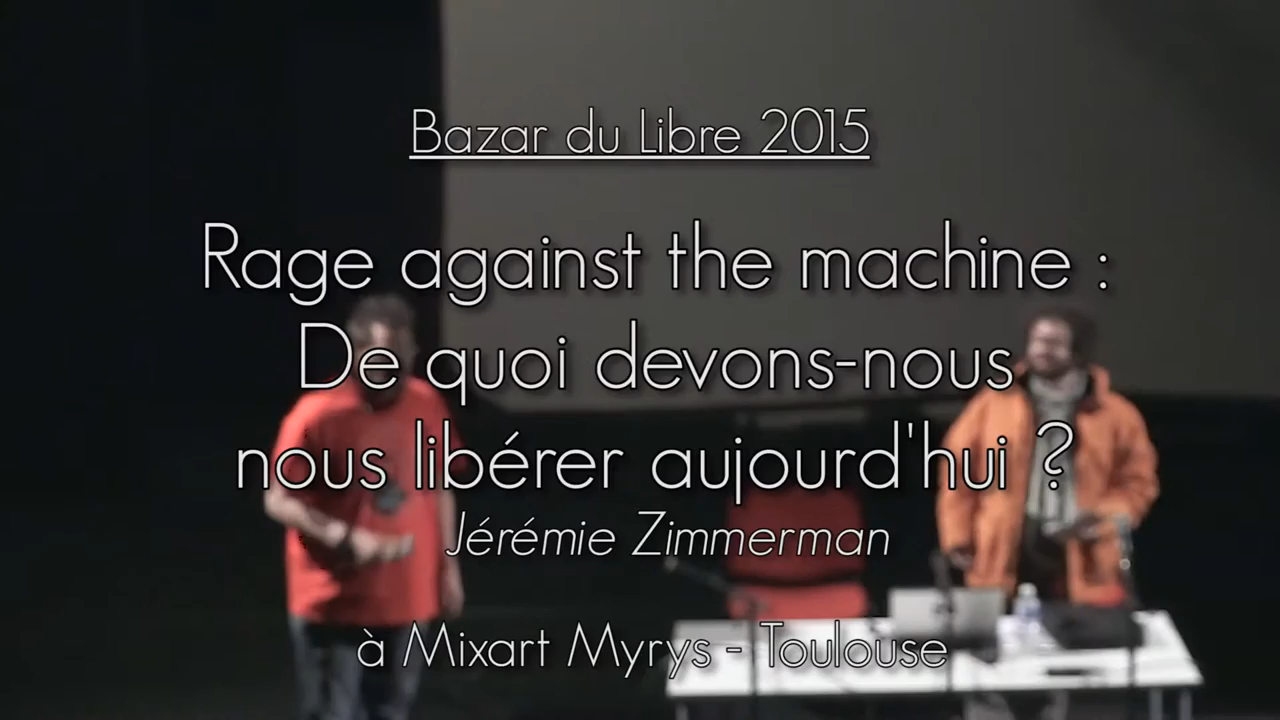 Bazar du Libre 2015
Rage against the machine :
De quoi devons-nous
nous libérer aujourd'hui ?
Jérémie Zimmerman
à Mixart Myrys - Toulouse